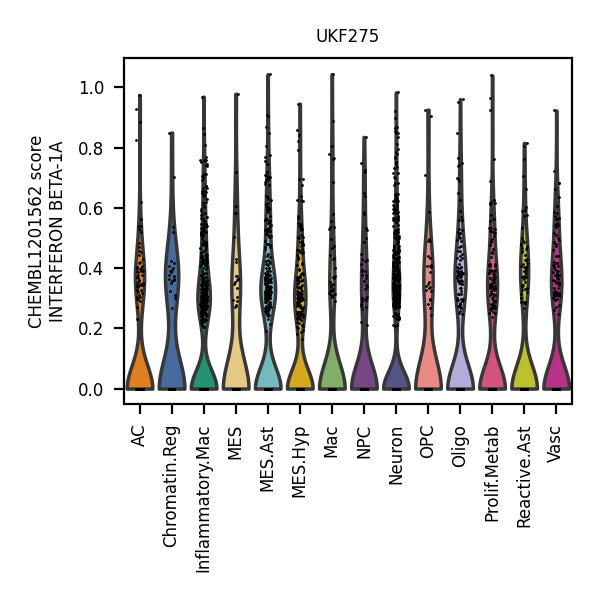 UKF275
CHEMBL1201562 score
INTERFERON BETA-1A
1.0
0.8
0.6
0.4
0.2
0.0
AC
Chromatin.Reg
Inflammatory.Mac
MES
MES.Ast
MES.Hyp
Mac
NPC
Neuron
OPC
Oligo
Prolif.Metab
Reactive.Ast
Vasc